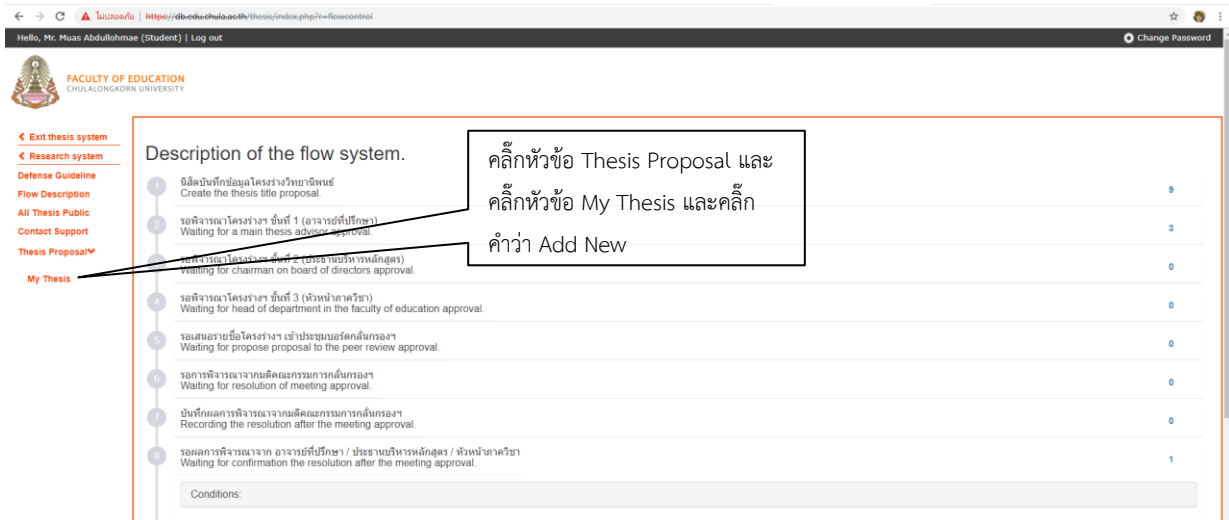 ไม่ปลอดภัย | https://db.edu.chula.ac.th/thesis/index.php?r=flowcontrol
Hello, Mr. Muas Abdullohmae (Student) | Log out
Change Password
FACULTY OF EDUCATION
CHULALONGKORN UNIVERSITY
Exit thesis system
Research system
Defense Guideline
Flow Description
All Thesis Public
Contact Support
Thesis Proposal
My Thesis
Description of the flow system.
คลิ๊กหัวข้อ Thesis Proposal และ
คลิ๊กหัวข้อ My Thesis และคลิ๊ก
คำว่า Add New
1
นิสิตบันทึกข้อมูลโครงร่างวิทยานิพนธ์
Create the thesis title proposal.
9
2
รอพิจารณาโครงร่างฯ ขั้นที่ 1 (อาจารย์ที่ปรึกษา)
Waiting for a main thesis advisor approval.
3
3
รอพิจารณาโครงร่างฯ ขั้นที่ 2 (ประธานบริหารหลักสูตร)
Waiting for chairman on board of directors approval.
0
4
รอพิจารณาโครงร่างฯ ขั้นที่ 3 (หัวหน้าภาควิชา)
Waiting for head of department in the faculty of education approval.
0
5
รอเสนอรายชื่อโครงร่างฯ เข้าประชุมบอร์ดกลั่นกรองฯ
Waiting for propose proposal to the peer review approval.
0
6
รอการพิจารณาจากมติคณะกรรมการกลั่นกรองฯ
Waiting for resolution of meeting approval.
0
7
บันทึกผลการพิจารณาจากมติคณะกรรมการกลั่นกรองฯ
Recording the resolution after the meeting approval.
0
8
รอผลการพิจารณาจาก อาจารย์ที่ปรึกษา / ประธานบริหารหลักสูตร / หัวหน้าภาควิชา
Waiting for confirmation the resolution after the meeting approval.
1
Conditions: